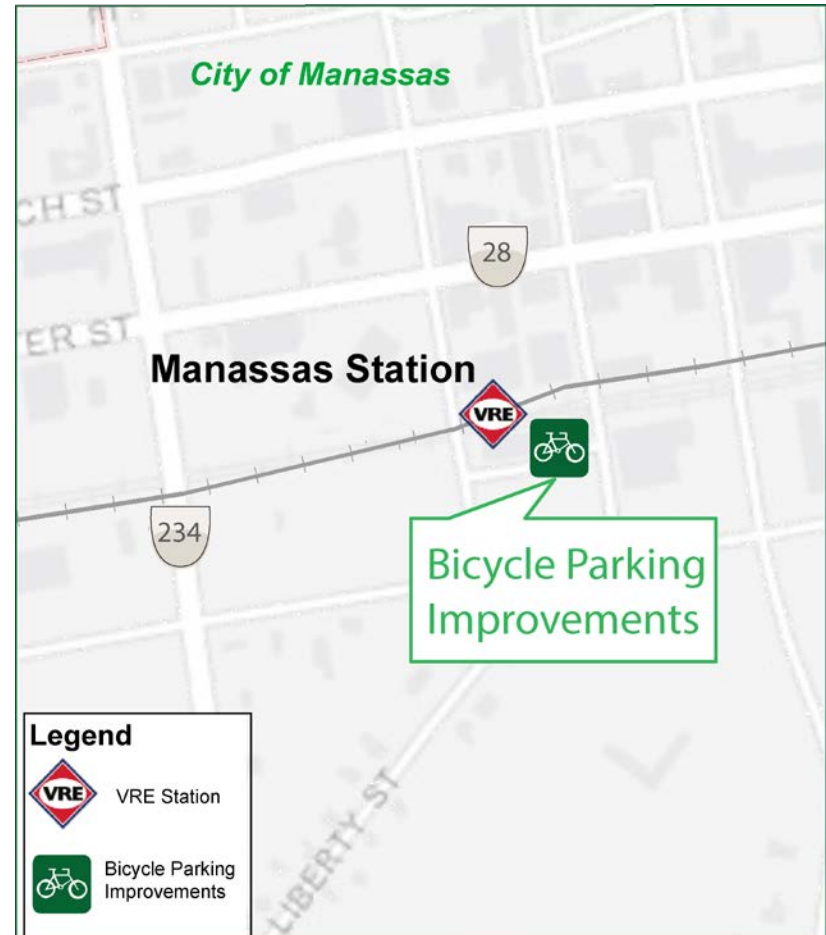 City of Manassas
CH ST
28
ER ST
Manassas Station
VRE
234
Bicycle Parking
Improvements
LIBERTY ST
Legend
VRE
VRE Station
Bicycle Parking
Improvements